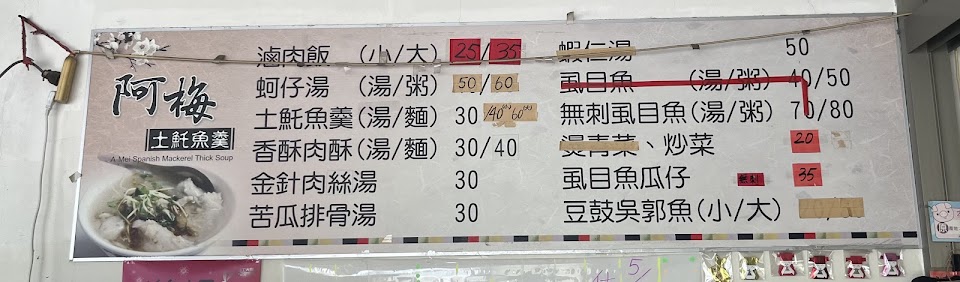 阿梅
土魠魚羹
A Mei Spanish Mackerel Thick Soup
滷肉飯 (小/大) 25/35
蚵仔湯 (湯/粥) 50/60
土魠魚羹(湯/麵) 30/40 60
香酥肉酥(湯/麵) 30/40
金針肉絲湯 30
苦瓜排骨湯 30
蝦仁湯 50
虱目魚 (湯/粥) 40/50
無刺虱目魚(湯/粥) 70/80
燙青菜、炒菜 20
虱目魚瓜仔 35
豆鼓吳郭魚(小/大)
5/